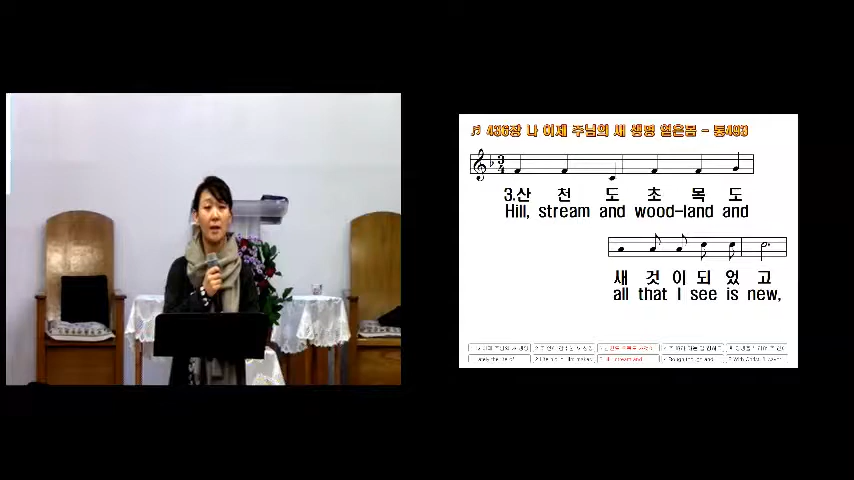 ♬ 436장 나 이제 주님의 새 생명 얻은몸 - 통493
3.산 천 도 초 목 도
Hill, stream and wood-land and
새 것 이 되 었 고
all that I see is new,